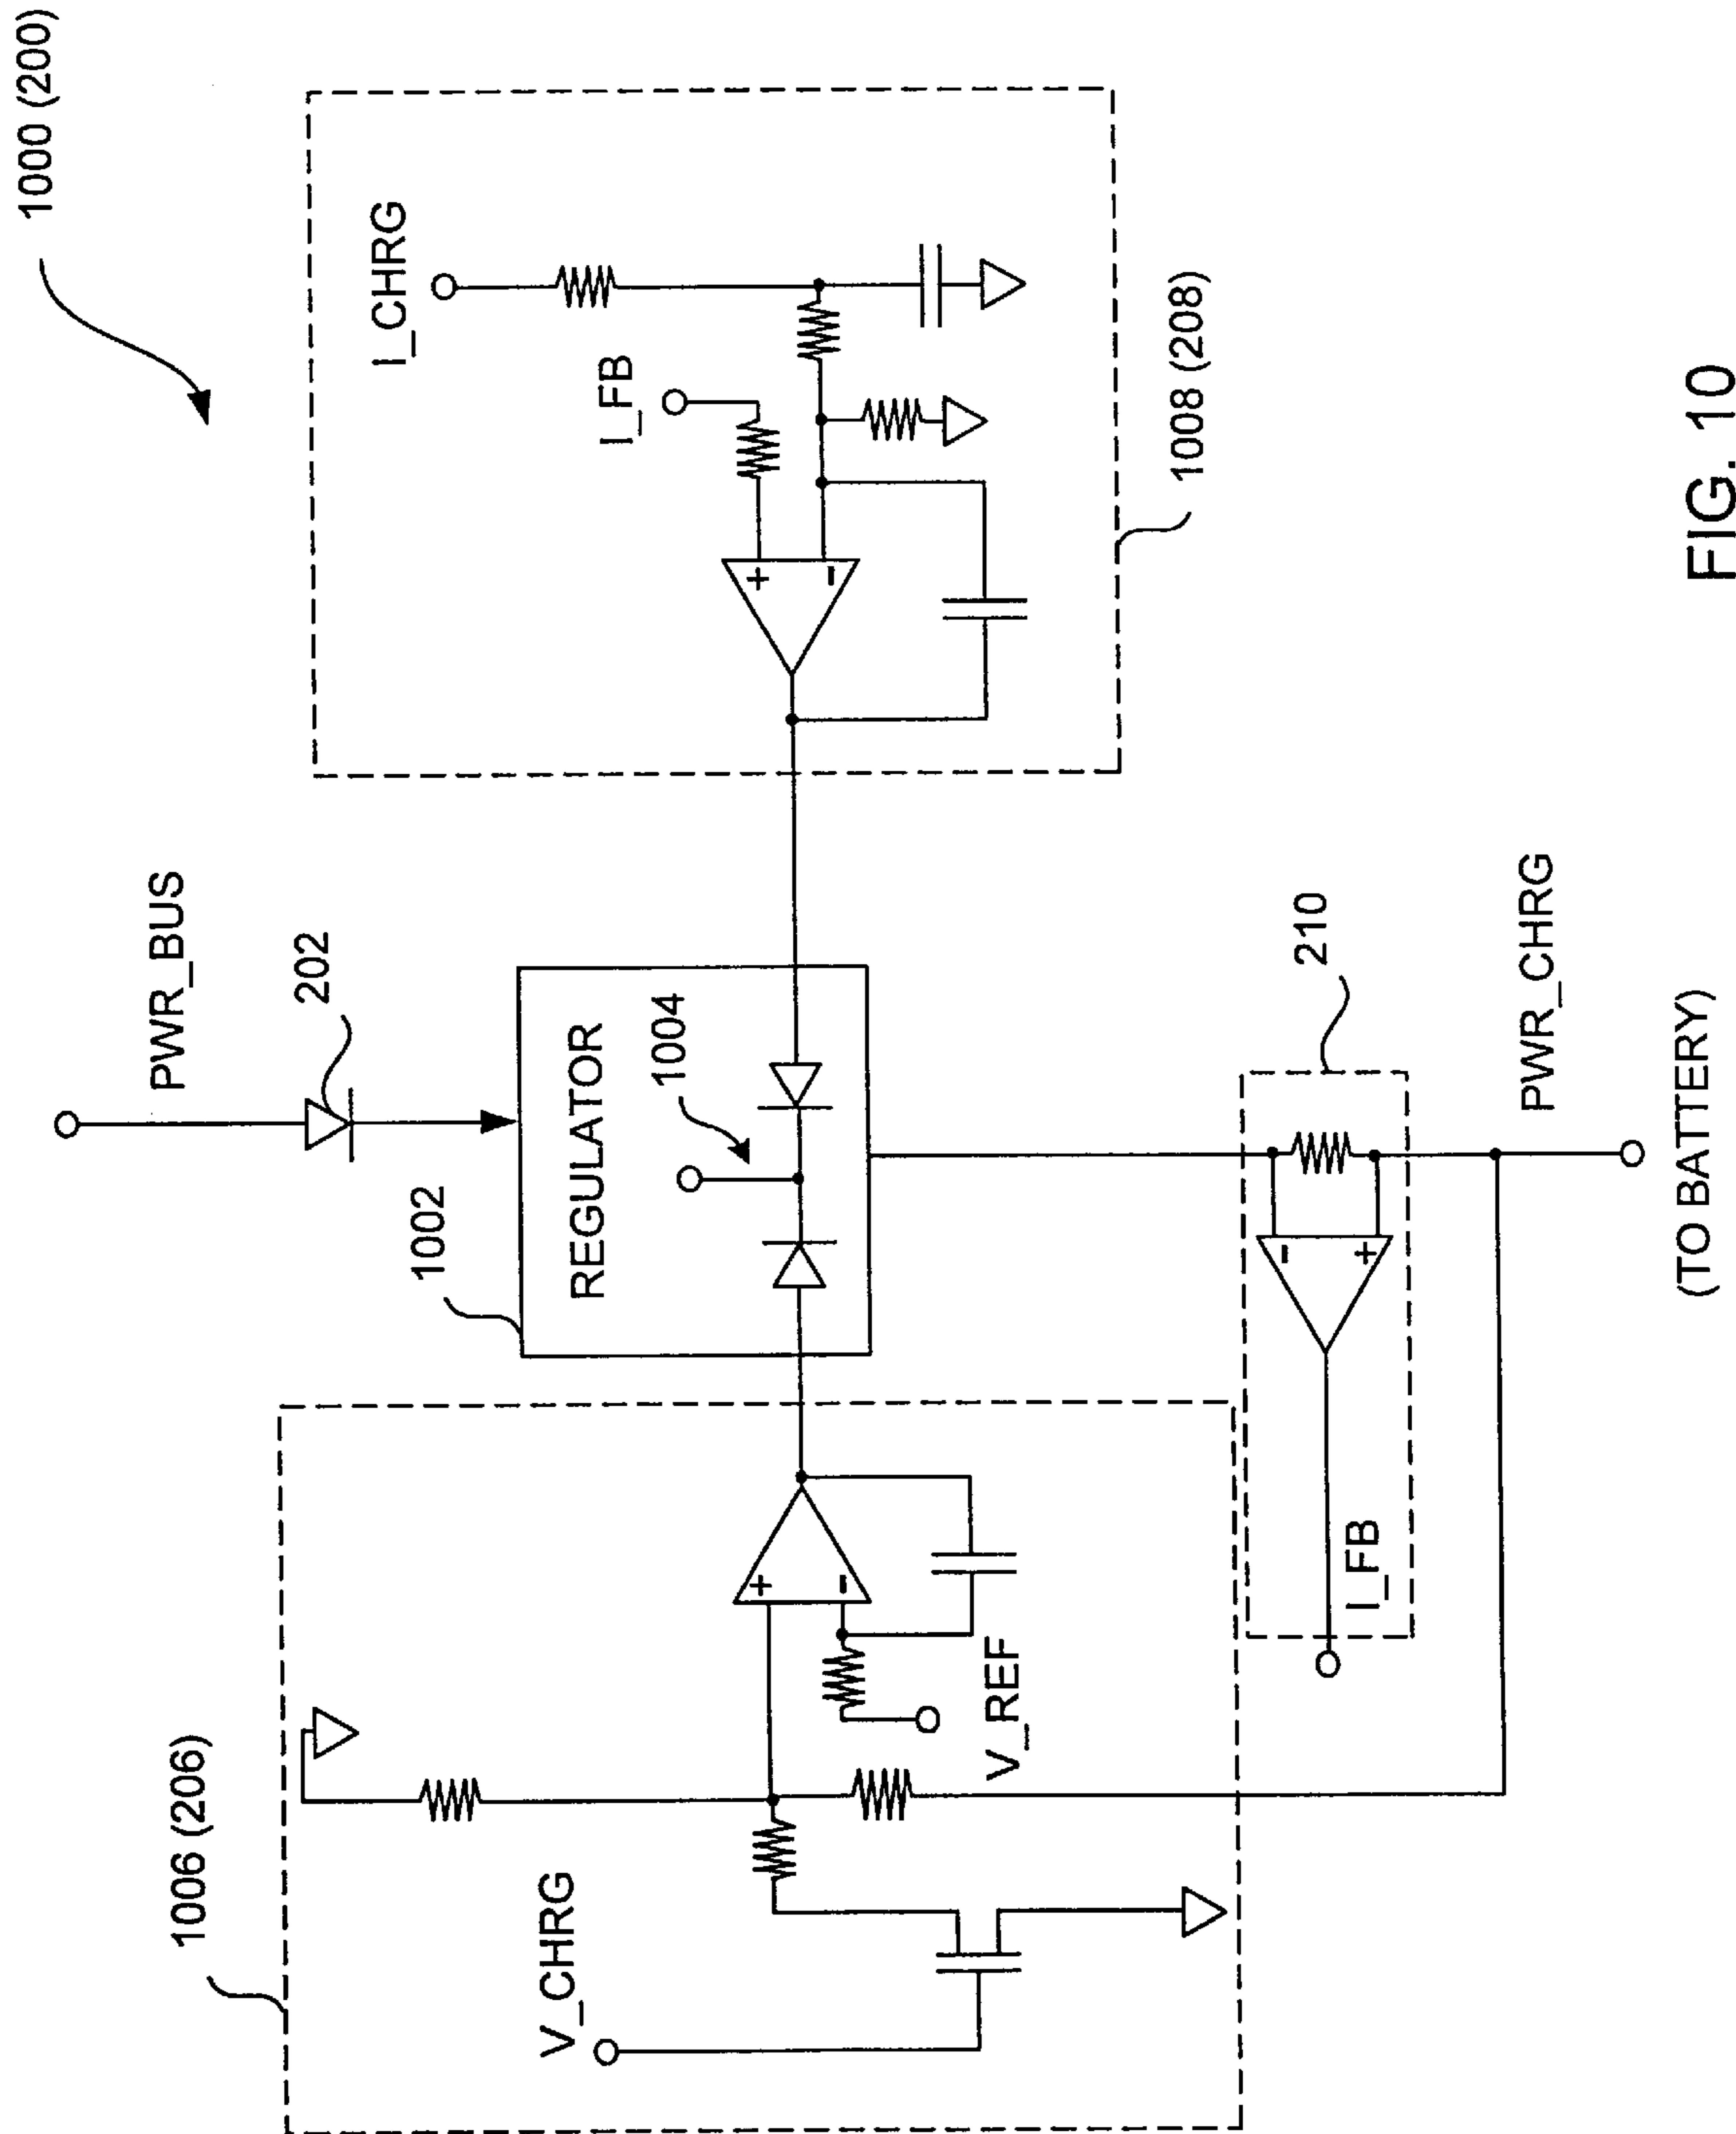 1000 (200)
PWR_BUS
202
1002
REGULATOR
1004
1006 (206)
V_CHRG
+
-
V_REF
I_CHRG
I_FB
+
-
1008 (208)
210
-
+
I_FB
PWR_CHRG
(TO BATTERY)
FIG. 10